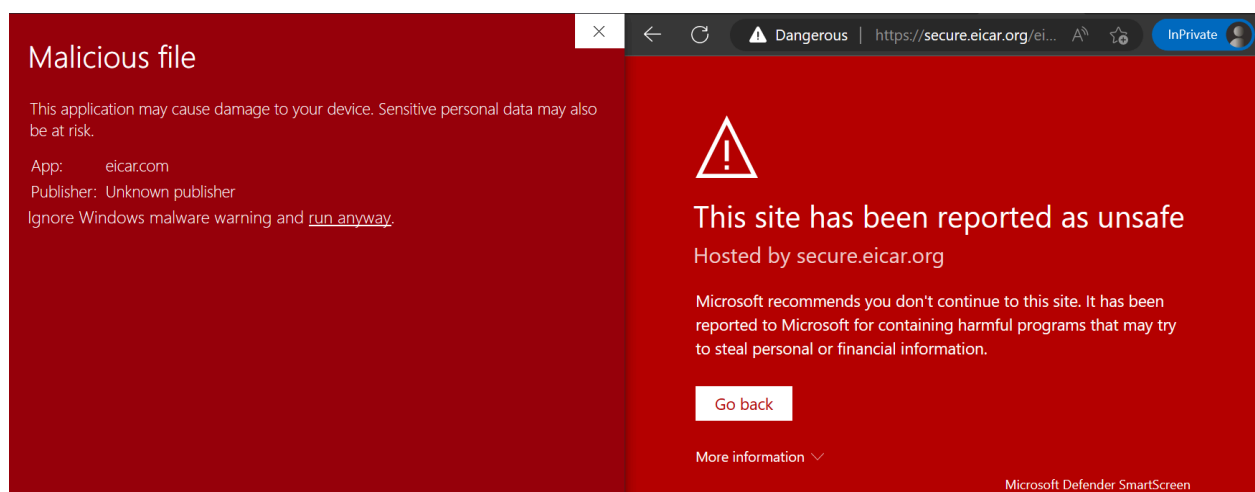 Malicious file
This application may cause damage to your device. Sensitive personal data may also
be at risk.
App: eicar.com
Publisher: Unknown publisher
Ignore Windows malware warning and run anyway.
Dangerous | https://secure.eicar.org/ei... InPrivate
This site has been reported as unsafe
Hosted by secure.eicar.org
Microsoft recommends you don't continue to this site. It has been
reported to Microsoft for containing harmful programs that may try
to steal personal or financial information.
Go back
More information
Microsoft Defender SmartScreen